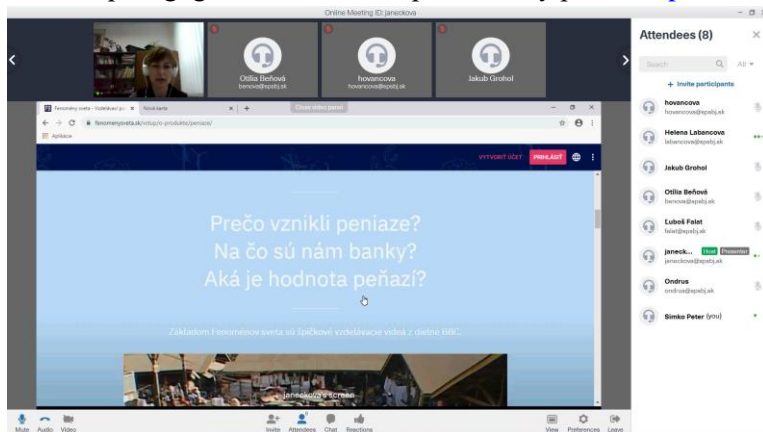 Online Meeting ID: janeckova
Attendees (8)
Search
All
+ Invite participants
Otília Beňová
benova@spsbj.sk
hovancova
hovancova@spsbj.sk
Jakub Grohol
hovancova
hovancova@spsbj.sk
Helena Labancova
labancova@spsbj.sk
Jakub Grohol
Otília Beňová
benova@spsbj.sk
Ľuboš Falat
falat@spsbj.sk
janeck... Host Presenter
janeckova@spsbj.sk
Ondrus
ondrus@spsbj.sk
Simko Peter (you)
Fenomény sveta - Vzdelávací po
Nová karta
Close video panel
fenomenysveta.sk/vstup/o-produkte/peniaze/
Aplikácie
VYTVORIŤ ÚČET
PRIHLÁSIŤ
Prečo vznikli peniaze?
Na čo sú nám banky?
Aká je hodnota peňazí?
Základom Fenoménov sveta sú špičkové vzdelávacie videá z dielne BBC.
janeckova's screen
Mute
Audio
Video
Invite
Attendees
Chat
Reactions
View
Preferences
Leave